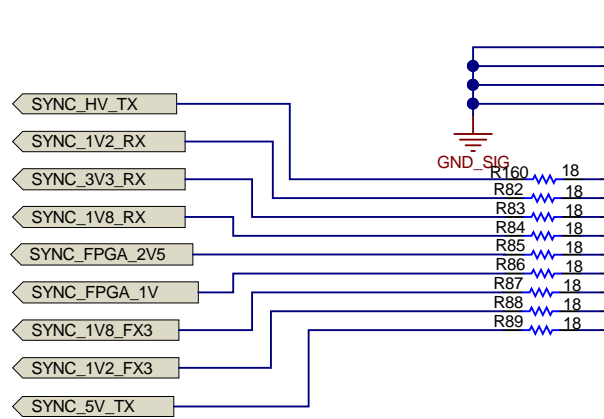 SYNC_HV_TX
SYNC_1V2_RX
SYNC_3V3_RX
SYNC_1V8_RX
SYNC_FPGA_2V5
SYNC_FPGA_1V
SYNC_1V8_FX3
SYNC_1V2_FX3
SYNC_5V_TX
GND_SIG
R160 18
R82 18
R83 18
R84 18
R85 18
R86 18
R87 18
R88 18
R89 18